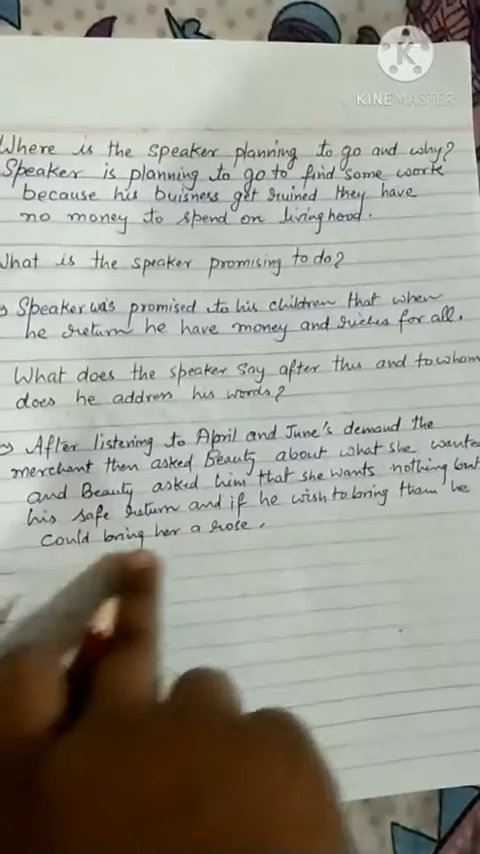 K
KINEMASTER
Where is the speaker planning to go and why?
Speaker is planning to go to find some work
because his buisness get ruined they have
no money to spend on livinghood.
What is the speaker promising to do?
Speaker was promised to his children that when
he return he have money and riches for all.
What does the speaker say after this and to whom
does he address his words?
After listening to April and June's demand the
merchant then asked Beauty about what she wante
and Beauty asked him that she wants nothing but
his safe return and if he wish to bring them he
could bring her a rose.